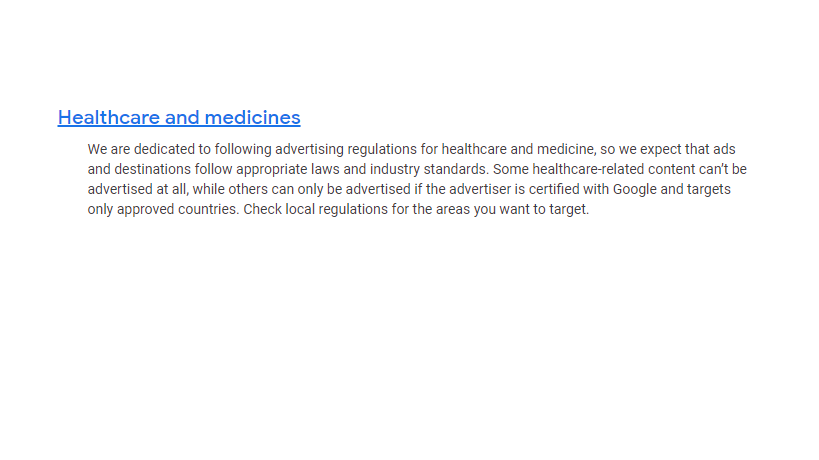 Healthcare and medicines
We are dedicated to following advertising regulations for healthcare and medicine, so we expect that ads
and destinations follow appropriate laws and industry standards. Some healthcare-related content can't be
advertised at all, while others can only be advertised if the advertiser is certified with Google and targets
only approved countries. Check local regulations for the areas you want to target.